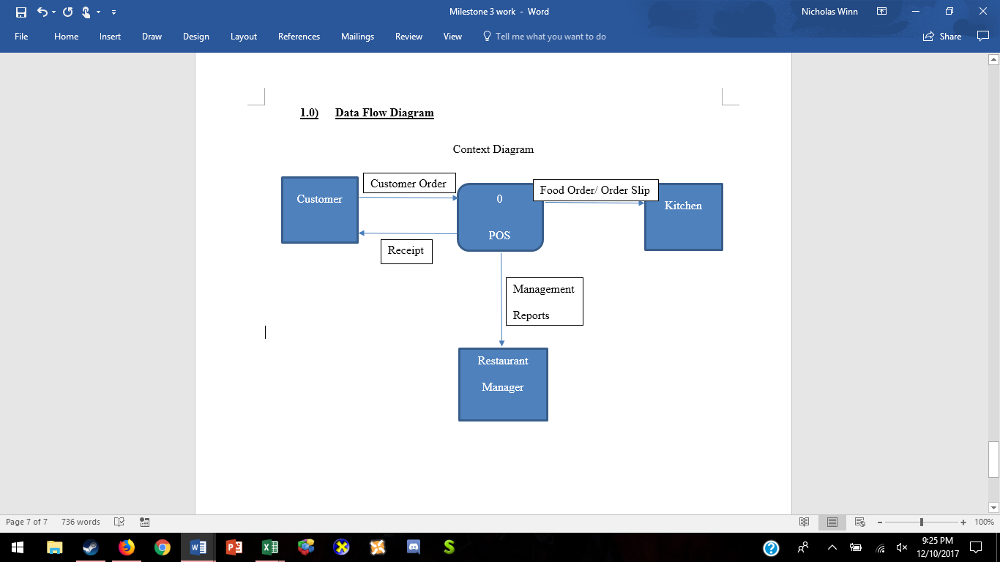 Milestone 3 work - Word
Nicholas Winn
File Home Insert Draw Design Layout References Mailings Review View Tell me what you want to do Share
1.0) Data Flow Diagram
Context Diagram
Customer
Customer Order
0
POS
Food Order/ Order Slip
Kitchen
Receipt
Management
Reports
Restaurant
Manager
Page 7 of 7 736 words 100%
9:25 PM
12/10/2017